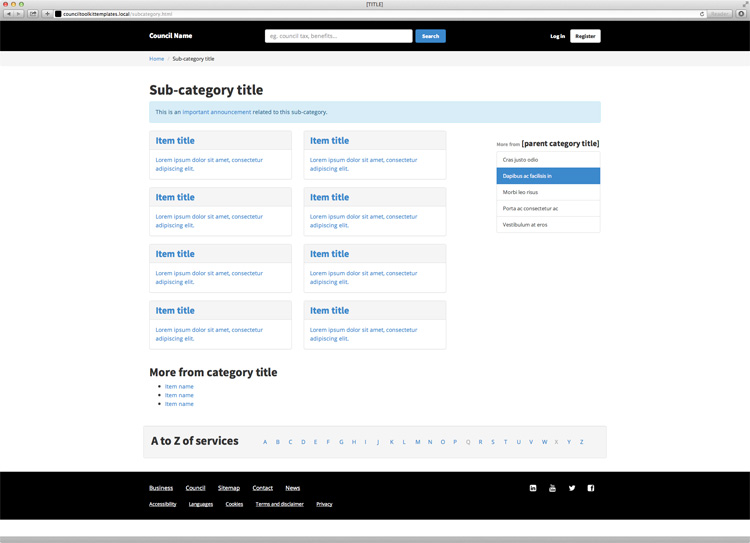 [TITLE]
counciltoolkittemplates.local/subcategory.html
Reader
Council Name
eg. council tax, benefits...
Search
Log in
Register
Home / Sub-category title
Sub-category title
This is an important announcement related to this sub-category.
Item title
Lorem ipsum dolor sit amet, consectetur
adipiscing elit.
Item title
Lorem ipsum dolor sit amet, consectetur
adipiscing elit.
Item title
Lorem ipsum dolor sit amet, consectetur
adipiscing elit.
Item title
Lorem ipsum dolor sit amet, consectetur
adipiscing elit.
Item title
Lorem ipsum dolor sit amet, consectetur
adipiscing elit.
Item title
Lorem ipsum dolor sit amet, consectetur
adipiscing elit.
Item title
Lorem ipsum dolor sit amet, consectetur
adipiscing elit.
Item title
Lorem ipsum dolor sit amet, consectetur
adipiscing elit.
More from [parent category title]
Cras justo odio
Dapibus ac facilisis in
Morbi leo risus
Porta ac consectetur ac
Vestibulum at eros
More from category title
Item name
Item name
Item name
A to Z of services
A B C D E F G H I J K L M N O P Q R S T U V W X Y Z
Business Council Sitemap Contact News
Accessibility Languages Cookies Terms and disclaimer Privacy